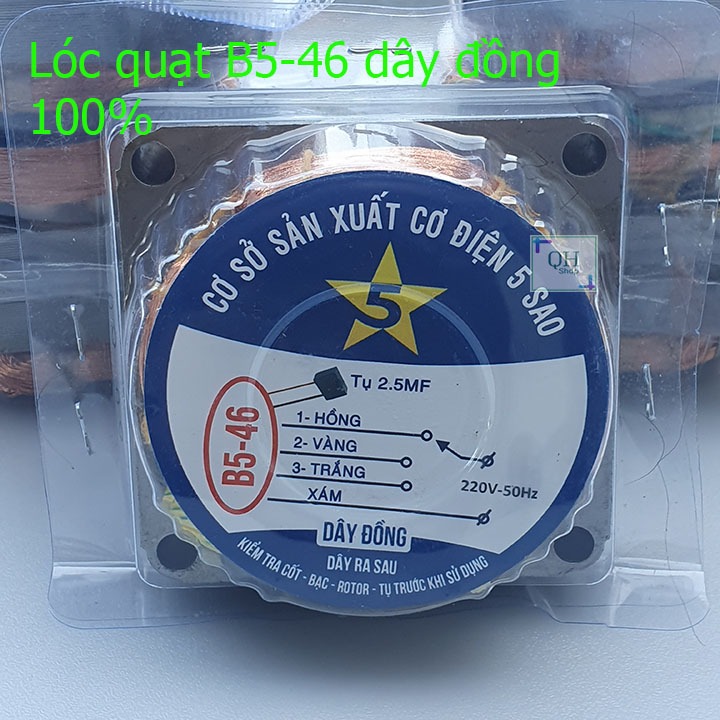 Lóc quạt B5-46 dây đồng
100%
CƠ SỞ SẢN XUẤT CƠ ĐIỆN 5 SAO
QH
Shop
5
Tụ 2.5MF
B5-46
1- HỒNG
2- VÀNG
3- TRẮNG
XÁM
220V-50Hz
DÂY ĐỒNG
DÂY RA SAU
KIỂM TRA CỐT - BẠC - ROTOR - TỤ TRƯỚC KHI SỬ DỤNG